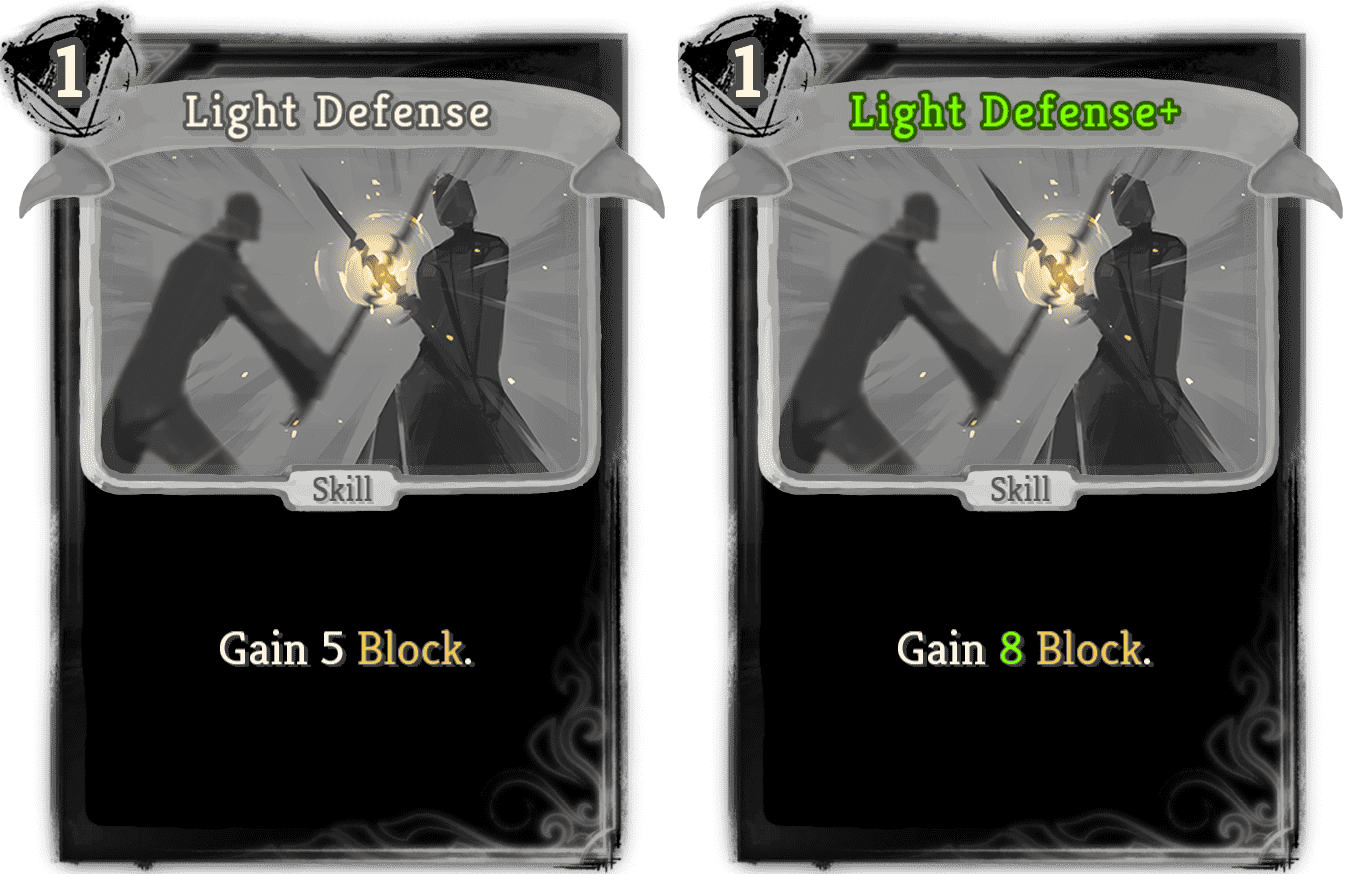 1
Light Defense
Skill
Gain 5 Block.
1
Light Defense+
Skill
Gain 8 Block.